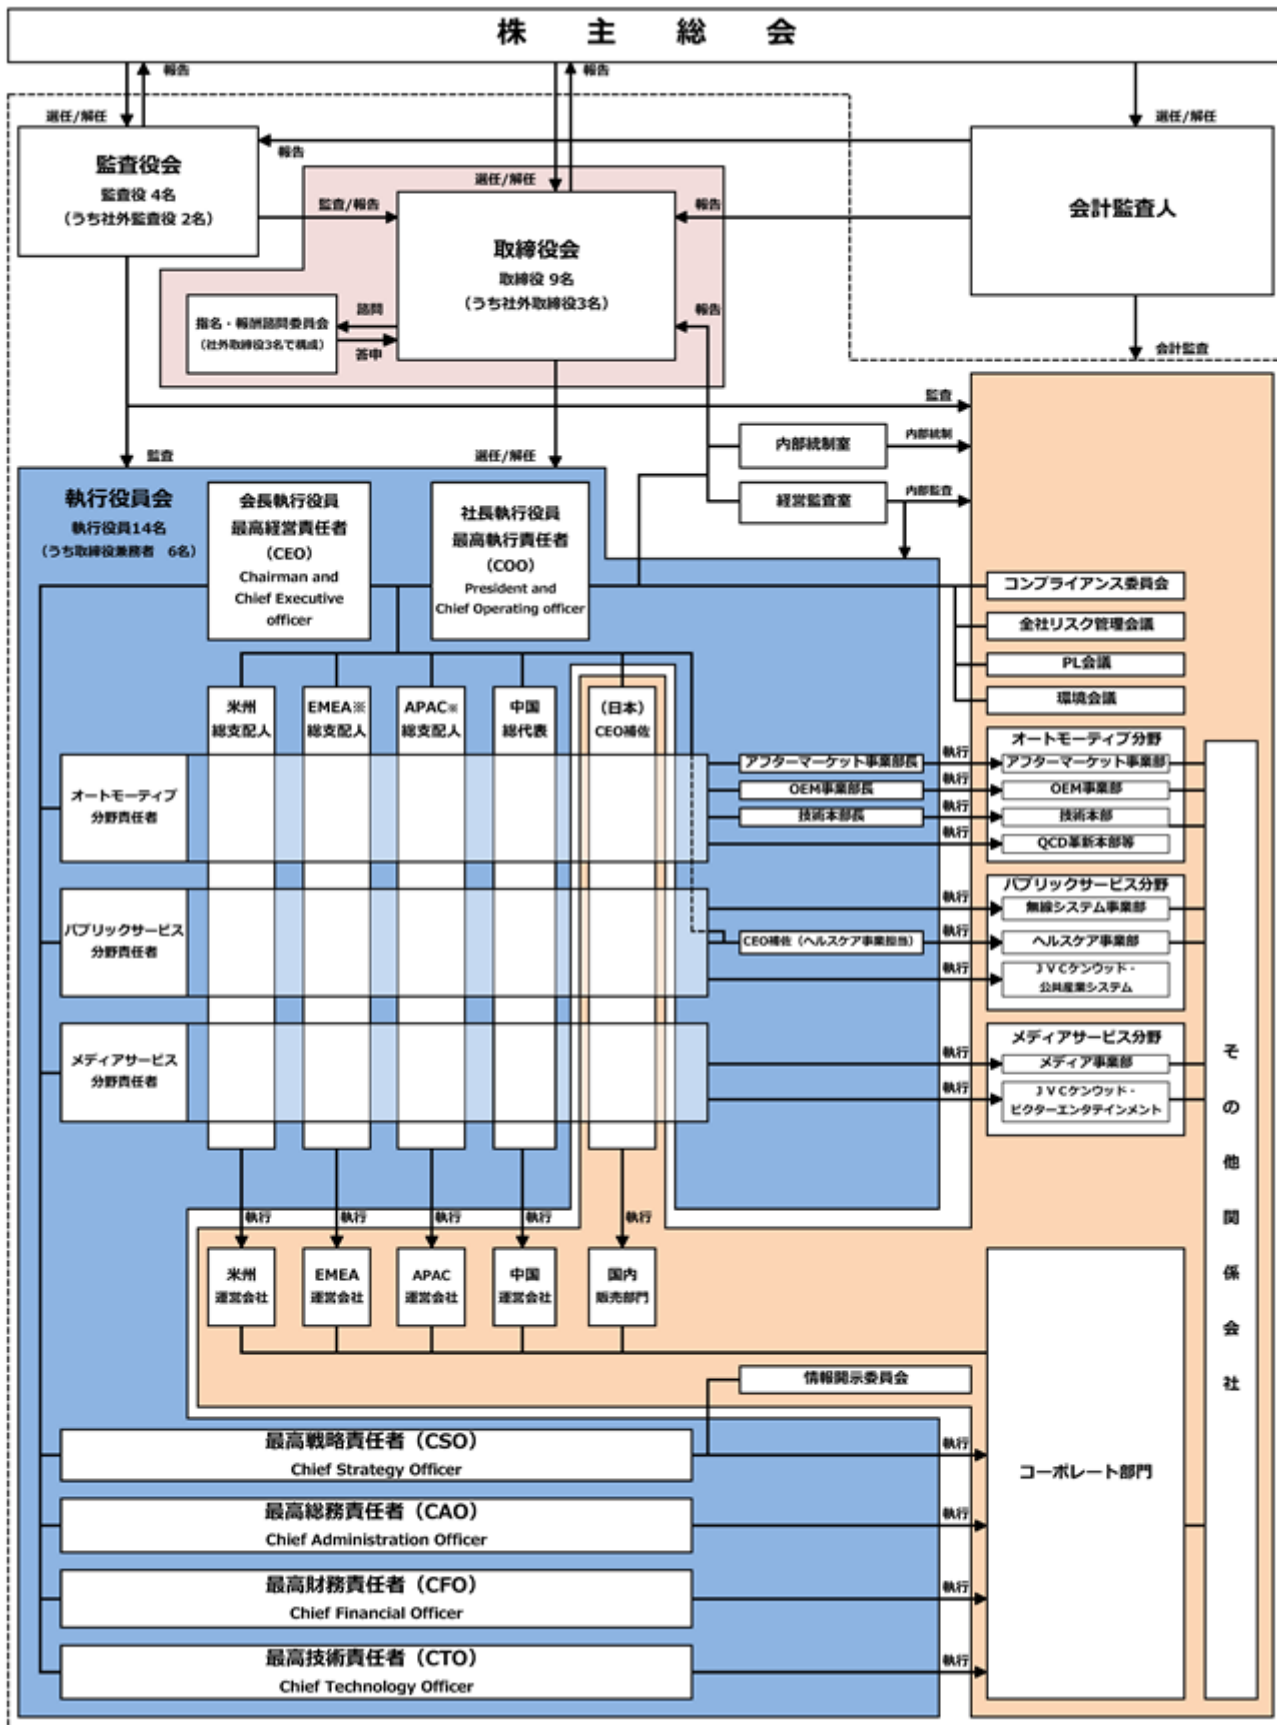 株主総会
報告
報告
選任/解任
選任/解任
監査役会
監査役 4名
（うち社外監査役 2名）
報告
選任/解任
監査/報告
報告
会計監査人
取締役会
取締役 9名
（うち社外取締役3名）
指名・報酬諮問委員会
（社外取締役3名で構成）
諮問
答申
報告
会計監査
監査
内部統制室
内部統制
監査
選任/解任
経営監査室
内部監査
執行役員会
執行役員14名
（うち取締役兼務者 6名）
会長執行役員
最高経営責任者
（CEO）
Chairman and
Chief Executive
officer
社長執行役員
最高執行責任者
（COO）
President and
Chief Operating officer
コンプライアンス委員会
全社リスク管理会議
PL会議
環境会議
米州
総支配人
EMEA※
総支配人
APAC※
総支配人
中国
総代表
（日本）
CEO補佐
オートモーティブ
分野責任者
アフターマーケット事業部長
OEM事業部長
技術本部長
執行
執行
執行
執行
オートモーティブ分野
アフターマーケット事業部
OEM事業部
技術本部
QCD革新本部等
パブリックサービス
分野責任者
CEO補佐（ヘルスケア事業担当）
執行
執行
執行
パブリックサービス分野
無線システム事業部
ヘルスケア事業部
JVCケンウッド・
公共産業システム
メディアサービス
分野責任者
執行
執行
メディアサービス分野
メディア事業部
JVCケンウッド・
ビクターエンタテインメント
その他関係会社
執行
執行
執行
執行
執行
米州
運営会社
EMEA
運営会社
APAC
運営会社
中国
運営会社
国内
販売部門
情報開示委員会
最高戦略責任者（CSO）
Chief Strategy Officer
執行
コーポレート部門
最高総務責任者（CAO）
Chief Administration Officer
執行
最高財務責任者（CFO）
Chief Financial Officer
執行
最高技術責任者（CTO）
Chief Technology Officer
執行